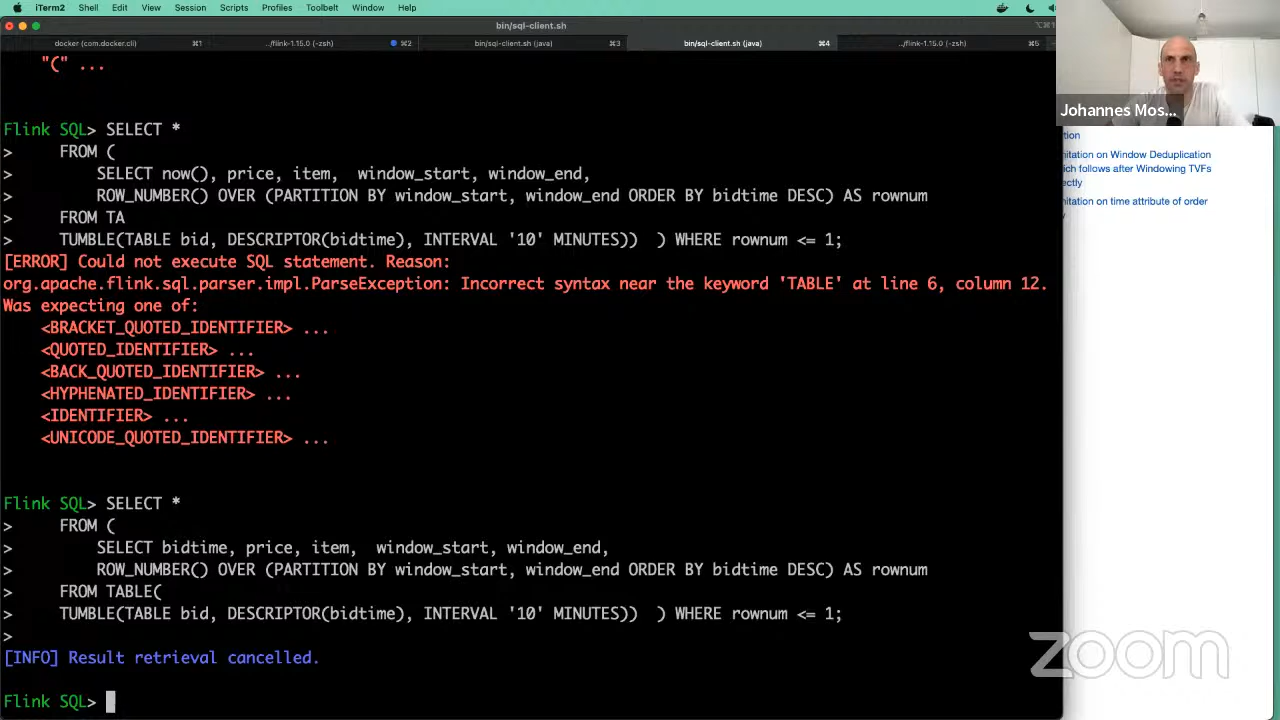 iTerm2 Shell Edit View Session Scripts Profiles Toolbelt Window Help
bin/sql-client.sh
docker (com.docker.cli) ⌘1 ../flink-1.15.0 (-zsh) ⌘2 bin/sql-client.sh (java) ⌘3 bin/sql-client.sh (java) ⌘4 ../flink-1.15.0 (-zsh) ⌘5
"(" ...
Flink SQL> SELECT *
> FROM (
> SELECT now(), price, item, window_start, window_end,
> ROW_NUMBER() OVER (PARTITION BY window_start, window_end ORDER BY bidtime DESC) AS rownum
> FROM TA
> TUMBLE(TABLE bid, DESCRIPTOR(bidtime), INTERVAL '10' MINUTES)) ) WHERE rownum <= 1;
[ERROR] Could not execute SQL statement. Reason:
org.apache.flink.sql.parser.impl.ParseException: Incorrect syntax near the keyword 'TABLE' at line 6, column 12.
Was expecting one of:
<BRACKET_QUOTED_IDENTIFIER> ...
<QUOTED_IDENTIFIER> ...
<BACK_QUOTED_IDENTIFIER> ...
<HYPHENATED_IDENTIFIER> ...
<IDENTIFIER> ...
<UNICODE_QUOTED_IDENTIFIER> ...
Flink SQL> SELECT *
> FROM (
> SELECT bidtime, price, item, window_start, window_end,
> ROW_NUMBER() OVER (PARTITION BY window_start, window_end ORDER BY bidtime DESC) AS rownum
> FROM TABLE(
> TUMBLE(TABLE bid, DESCRIPTOR(bidtime), INTERVAL '10' MINUTES)) ) WHERE rownum <= 1;
>
[INFO] Result retrieval cancelled.
Flink SQL>
Johannes Mos...
tion
nitation on Window Deduplication
ich follows after Windowing TVFs
ectly
nitation on time attribute of order
y
zoom